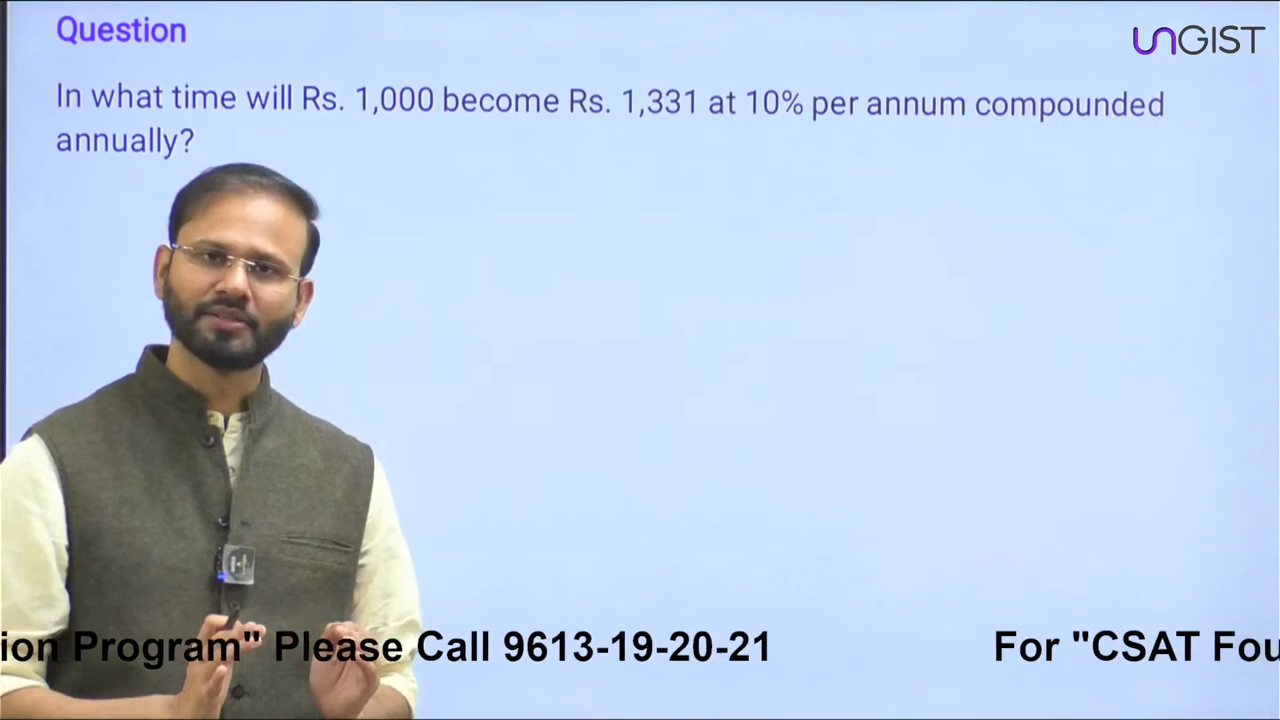 Question
UNGIST
In what time will Rs. 1,000 become Rs. 1,331 at 10% per annum compounded
annually?
ion Program" Please Call 9613-19-20-21 For "CSAT Fou